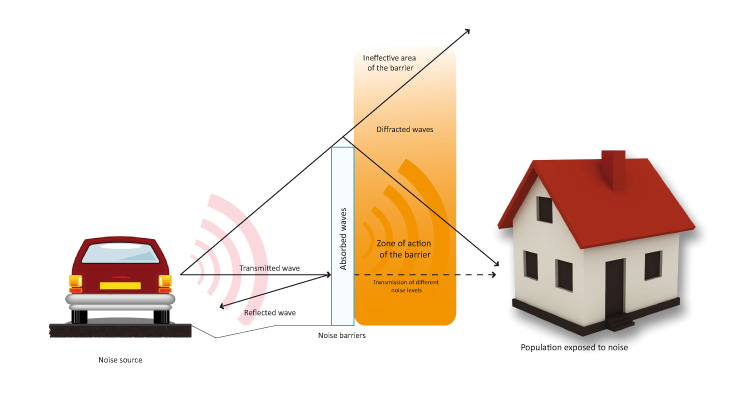 Ineffective area
of the barrier
Diffracted waves
Absorbed waves
Zone of action
of the barrier
Transmitted wave
Transmission of different
noise levels
Reflected wave
Noise barriers
Population exposed to noise
Noise source